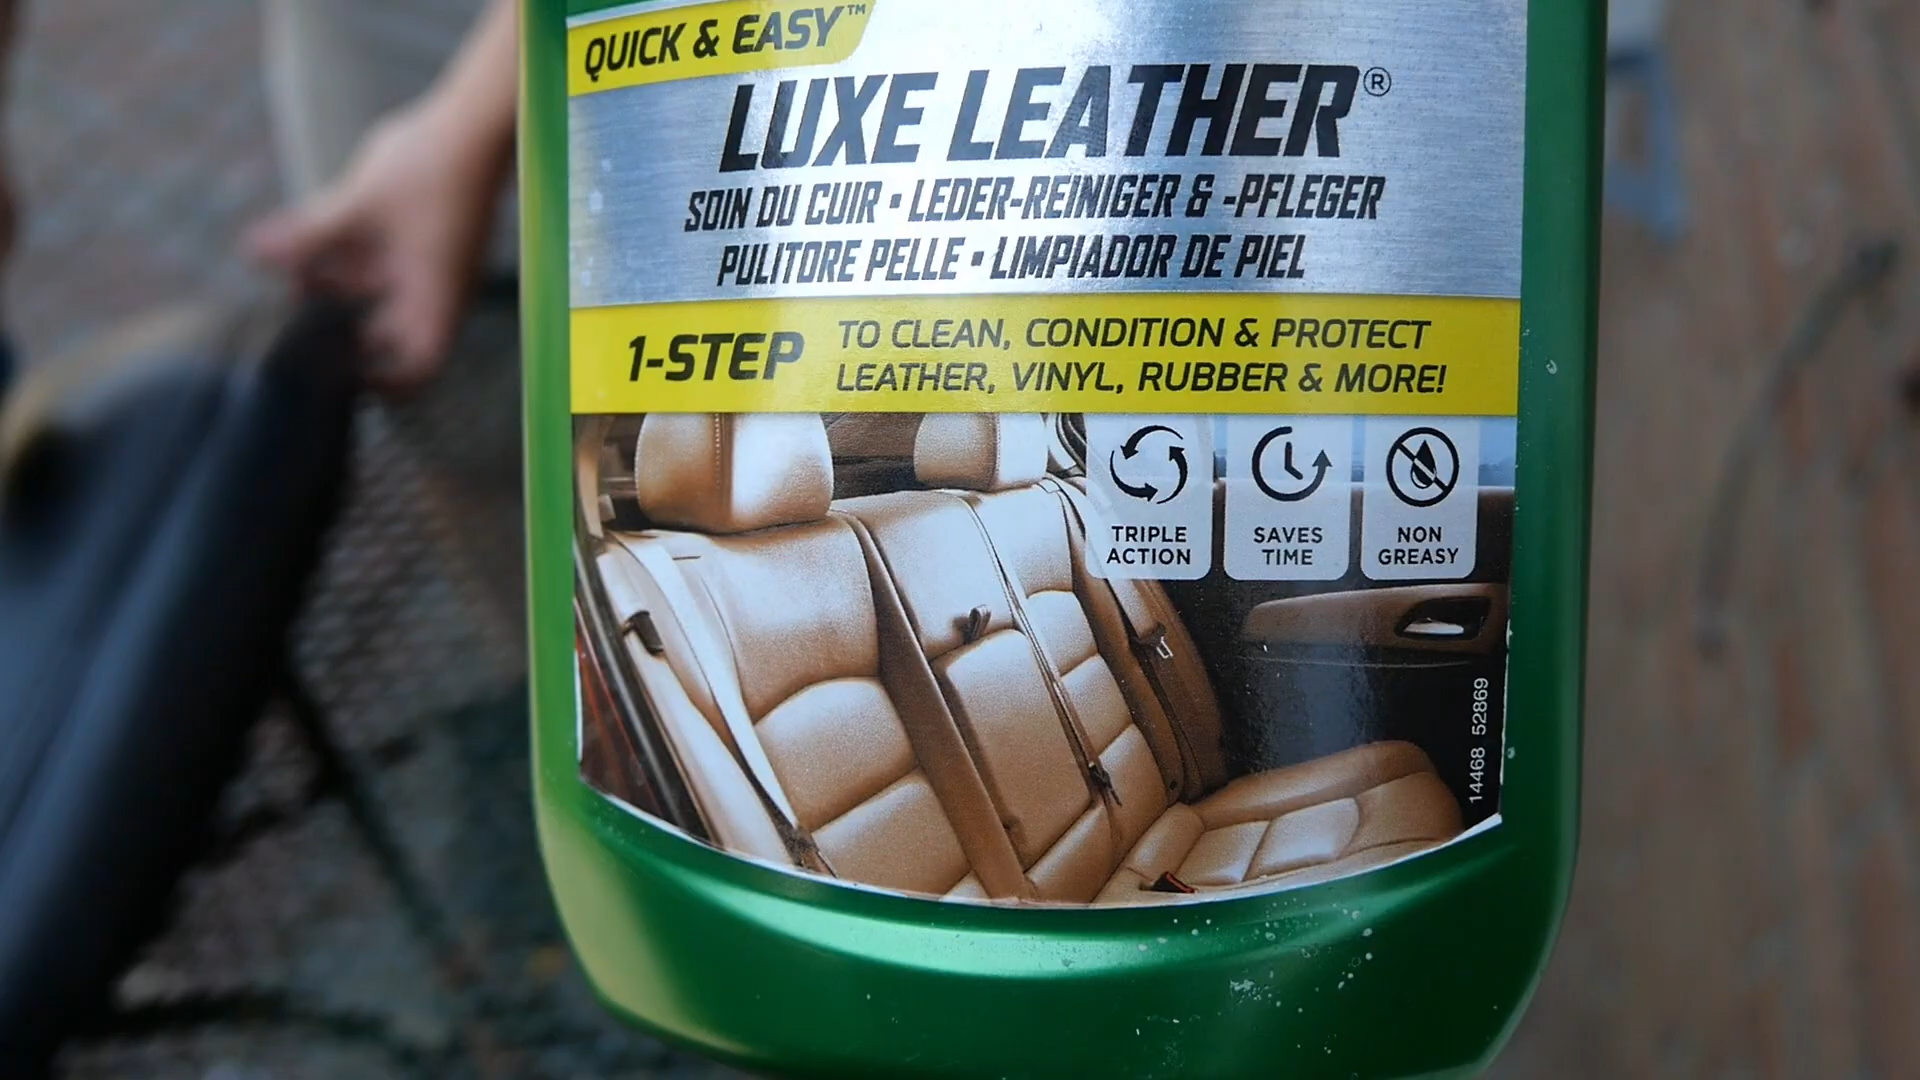 QUICK & EASY™
LUXE LEATHER®
SOIN DU CUIR • LEDER-REINIGER & -PFLEGER
PULITORE PELLE • LIMPIADOR DE PIEL
1-STEP TO CLEAN, CONDITION & PROTECT
LEATHER, VINYL, RUBBER & MORE!
TRIPLE ACTION
SAVES TIME
NON GREASY
14468 52869